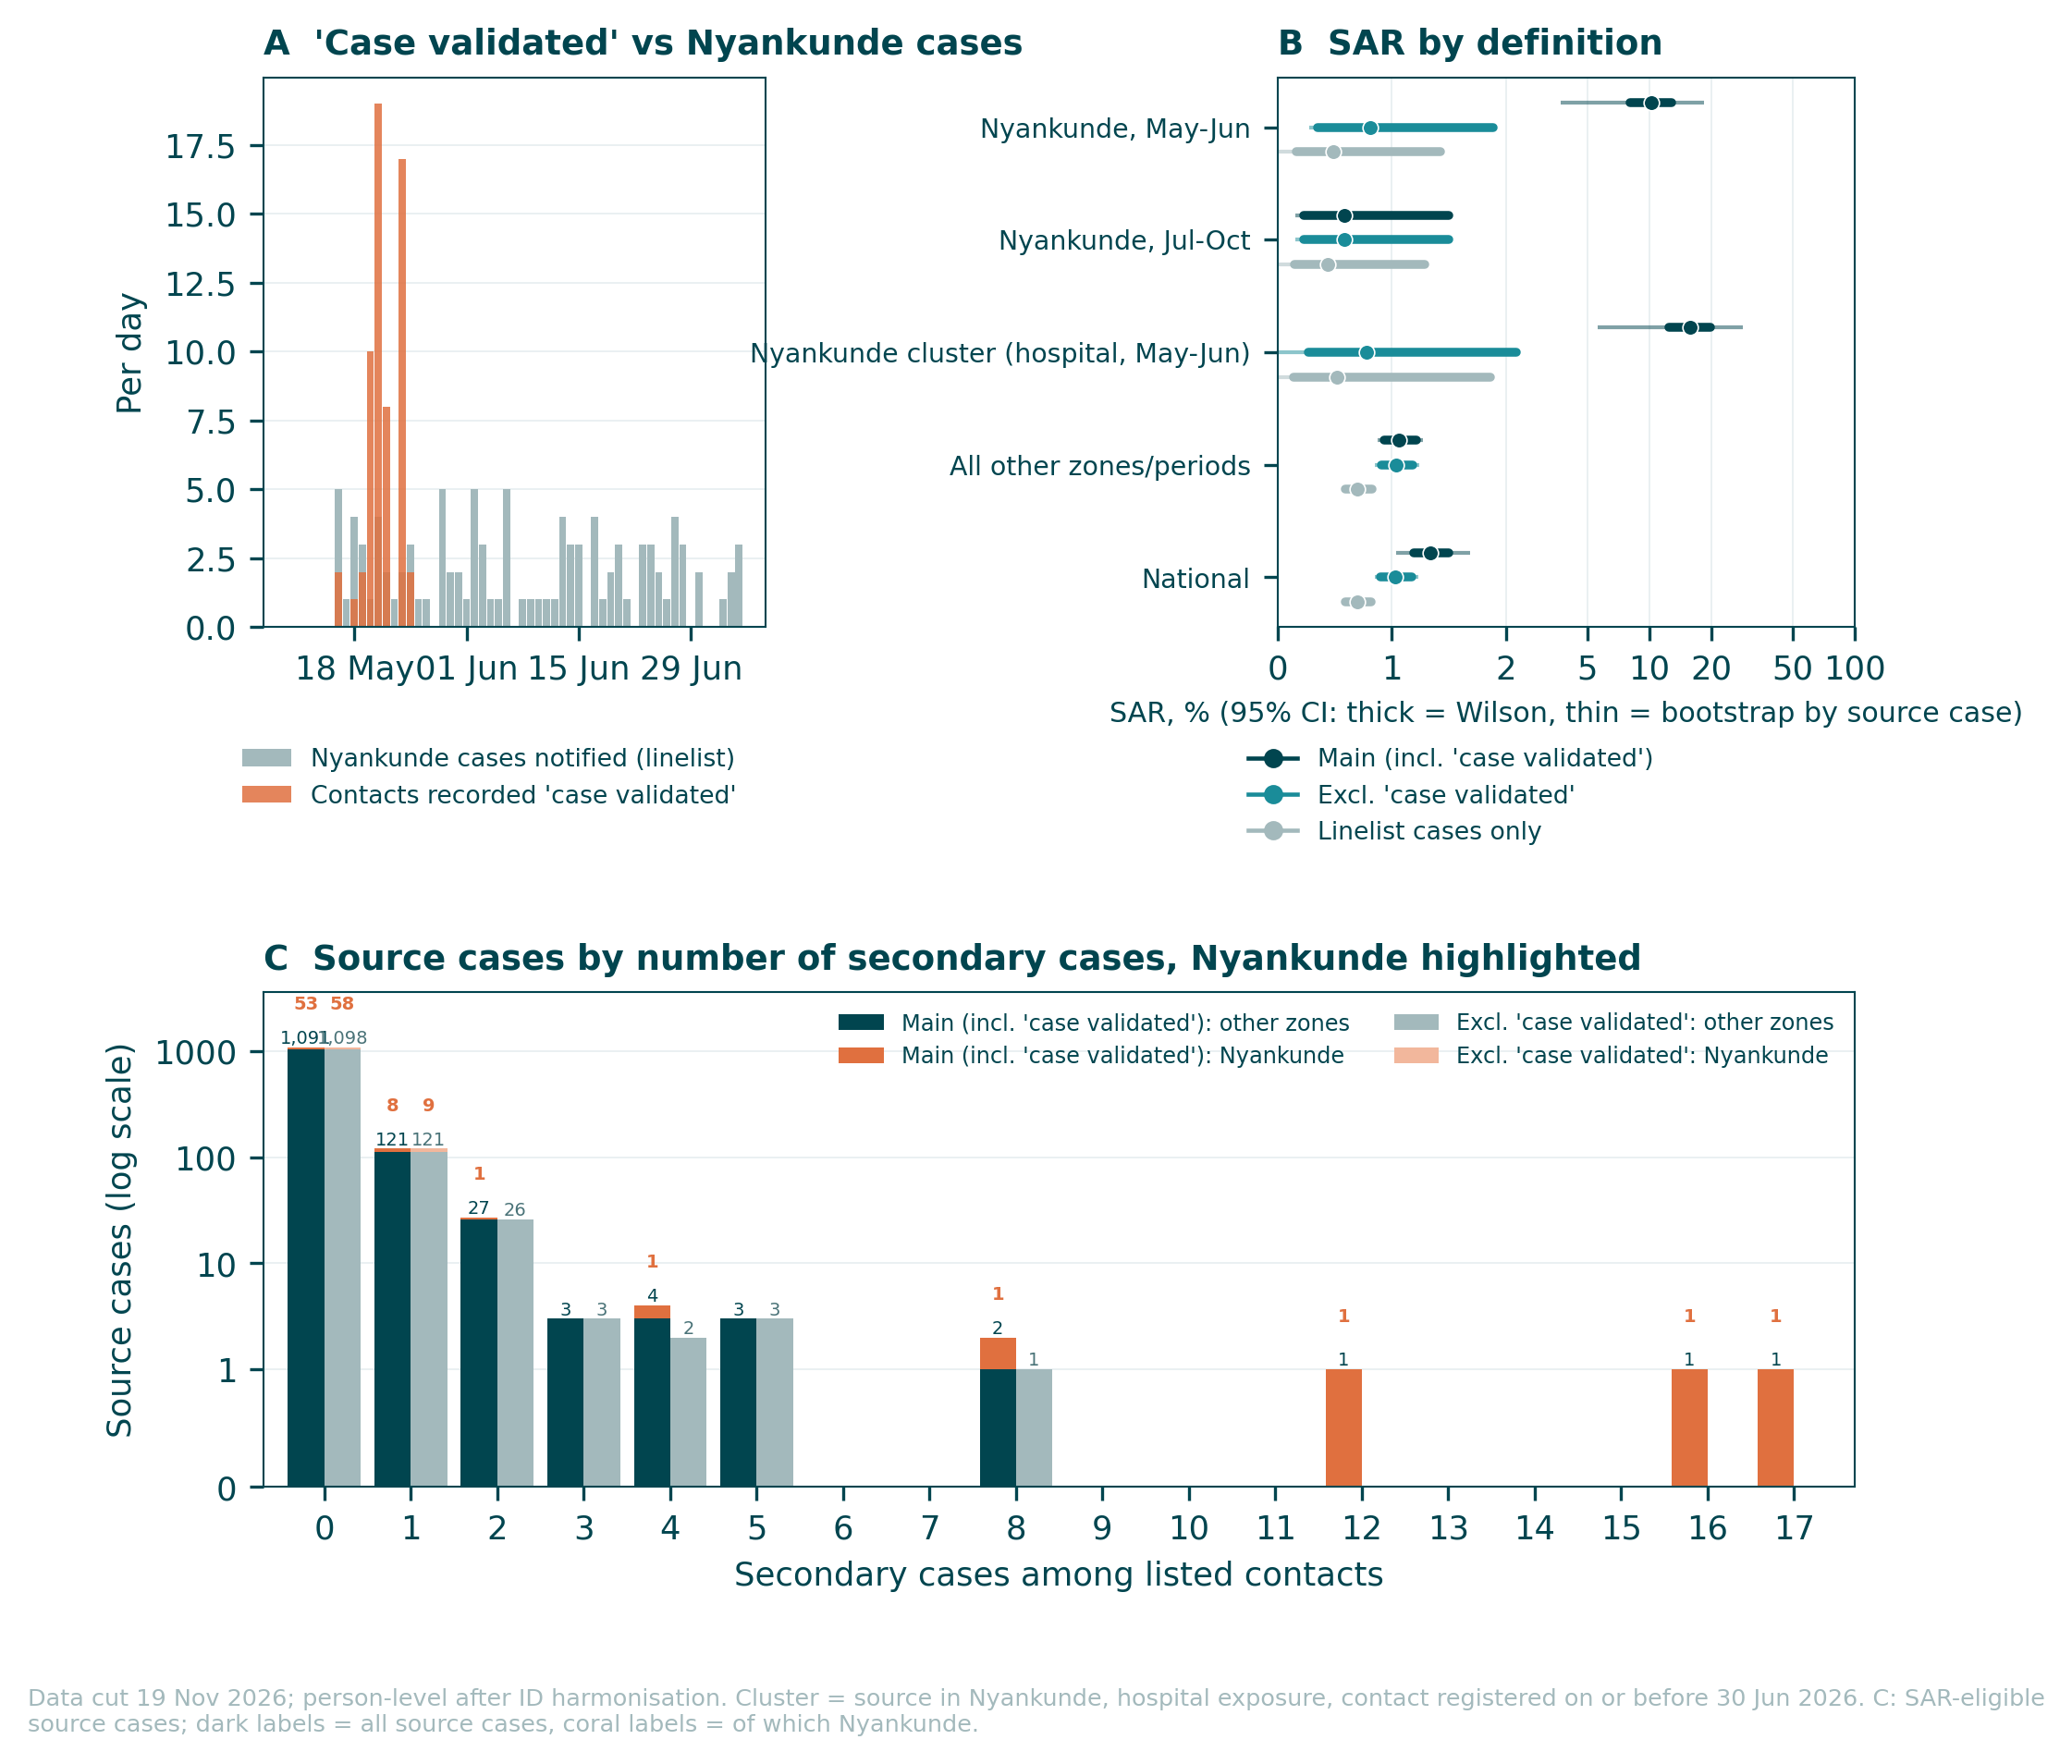 A 'Case validated' vs Nyankunde cases
Per day
17.5
15.0
12.5
10.0
7.5
5.0
2.5
0.0
18 May
01 Jun
15 Jun
29 Jun
Nyankunde cases notified (linelist)
Contacts recorded 'case validated'
B SAR by definition
Nyankunde, May-Jun
Nyankunde, Jul-Oct
Nyankunde cluster (hospital, May-Jun)
All other zones/periods
National
0 1 2 5 10 20 50 100
SAR, % (95% CI: thick = Wilson, thin = bootstrap by source case)
Main (incl. 'case validated')
Excl. 'case validated'
Linelist cases only
C Source cases by number of secondary cases, Nyankunde highlighted
Source cases (log scale)
1000
100
10
1
0
53 58
1,091 1,098
8 9
121 121
1
27 26
3 3
1
4 2
3 3
1
2 1
1
1
1
1
1
1
Main (incl. 'case validated'): other zones
Main (incl. 'case validated'): Nyankunde
Excl. 'case validated': other zones
Excl. 'case validated': Nyankunde
0 1 2 3 4 5 6 7 8 9 10 11 12 13 14 15 16 17
Secondary cases among listed contacts
Data cut 19 Nov 2026; person-level after ID harmonisation. Cluster = source in Nyankunde, hospital exposure, contact registered on or before 30 Jun 2026. C: SAR-eligible
source cases; dark labels = all source cases, coral labels = of which Nyankunde.